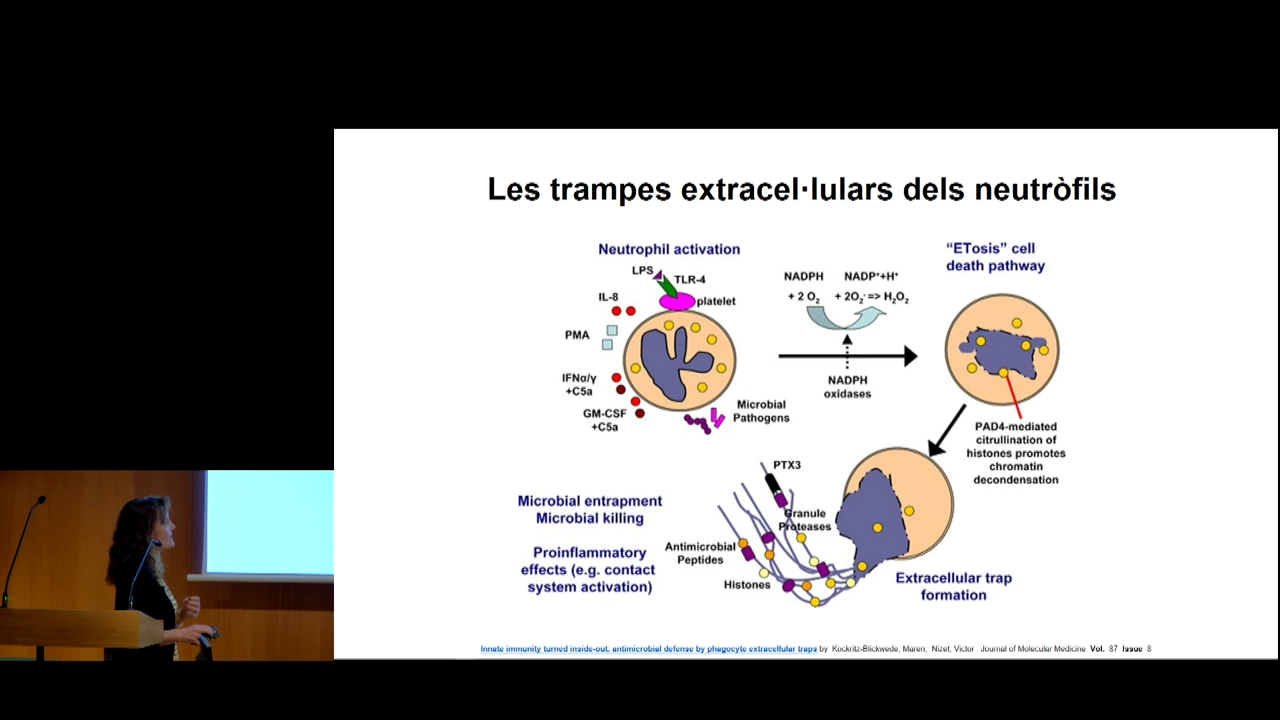 Les trampes extracel·lulars dels neutròfils
Neutrophil activation
LPS
TLR-4
IL-8
platelet
PMA
IFNα/γ
+C5a
GM-CSF
+C5a
Microbial
Pathogens
NADPH
NADP⁺+H⁺
+ 2 O₂
+ 2O₂⁻=> H₂O₂
NADPH
oxidases
“ETosis” cell
death pathway
PAD4-mediated
citrullination of
histones promotes
chromatin
decondensation
PTX3
Granule
Proteases
Microbial entrapment
Microbial killing
Antimicrobial
Peptides
Proinflammatory
effects (e.g. contact
system activation)
Histones
Extracellular trap
formation
Innate immunity turned inside-out: antimicrobial defense by phagocyte extracellular traps by Kockritz-Blickwede, Maren, Nizet, Victor . Journal of Molecular Medicine Vol. 87 Issue 8